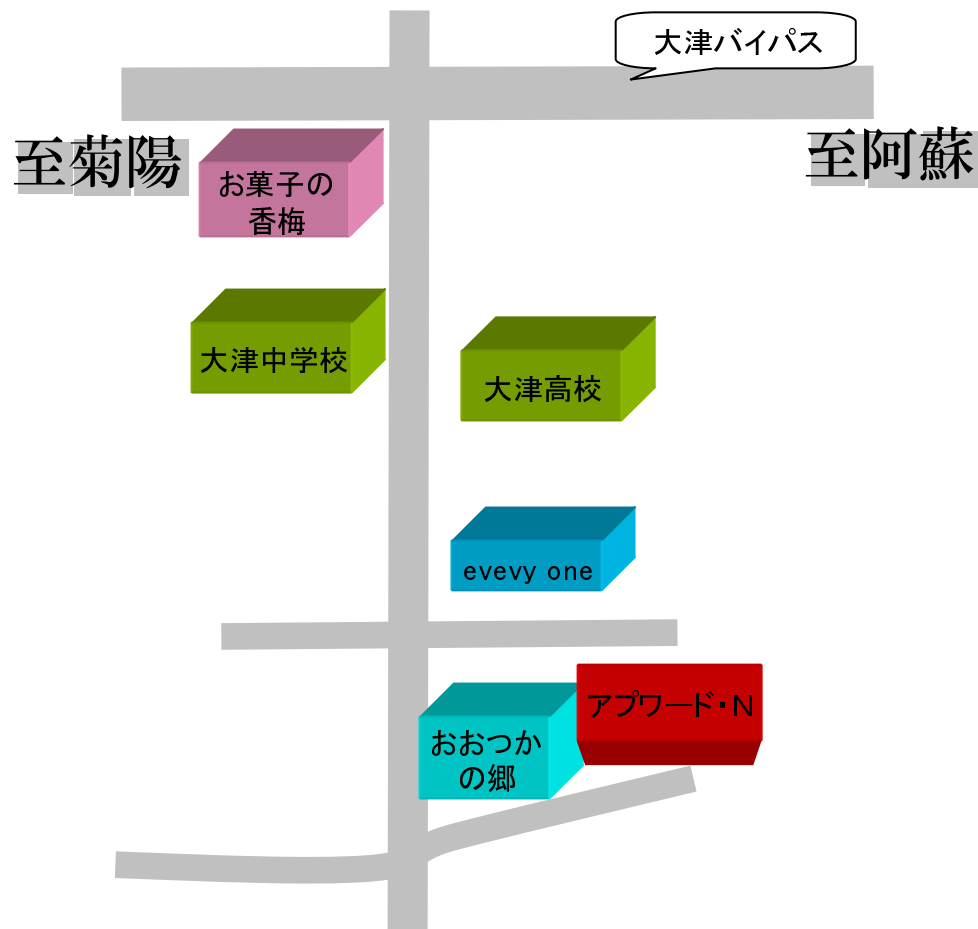 大津バイパス
至菊陽
至阿蘇
お菓子の
香梅
大津中学校
大津高校
evevy one
アプワード・N
おおつか
の郷